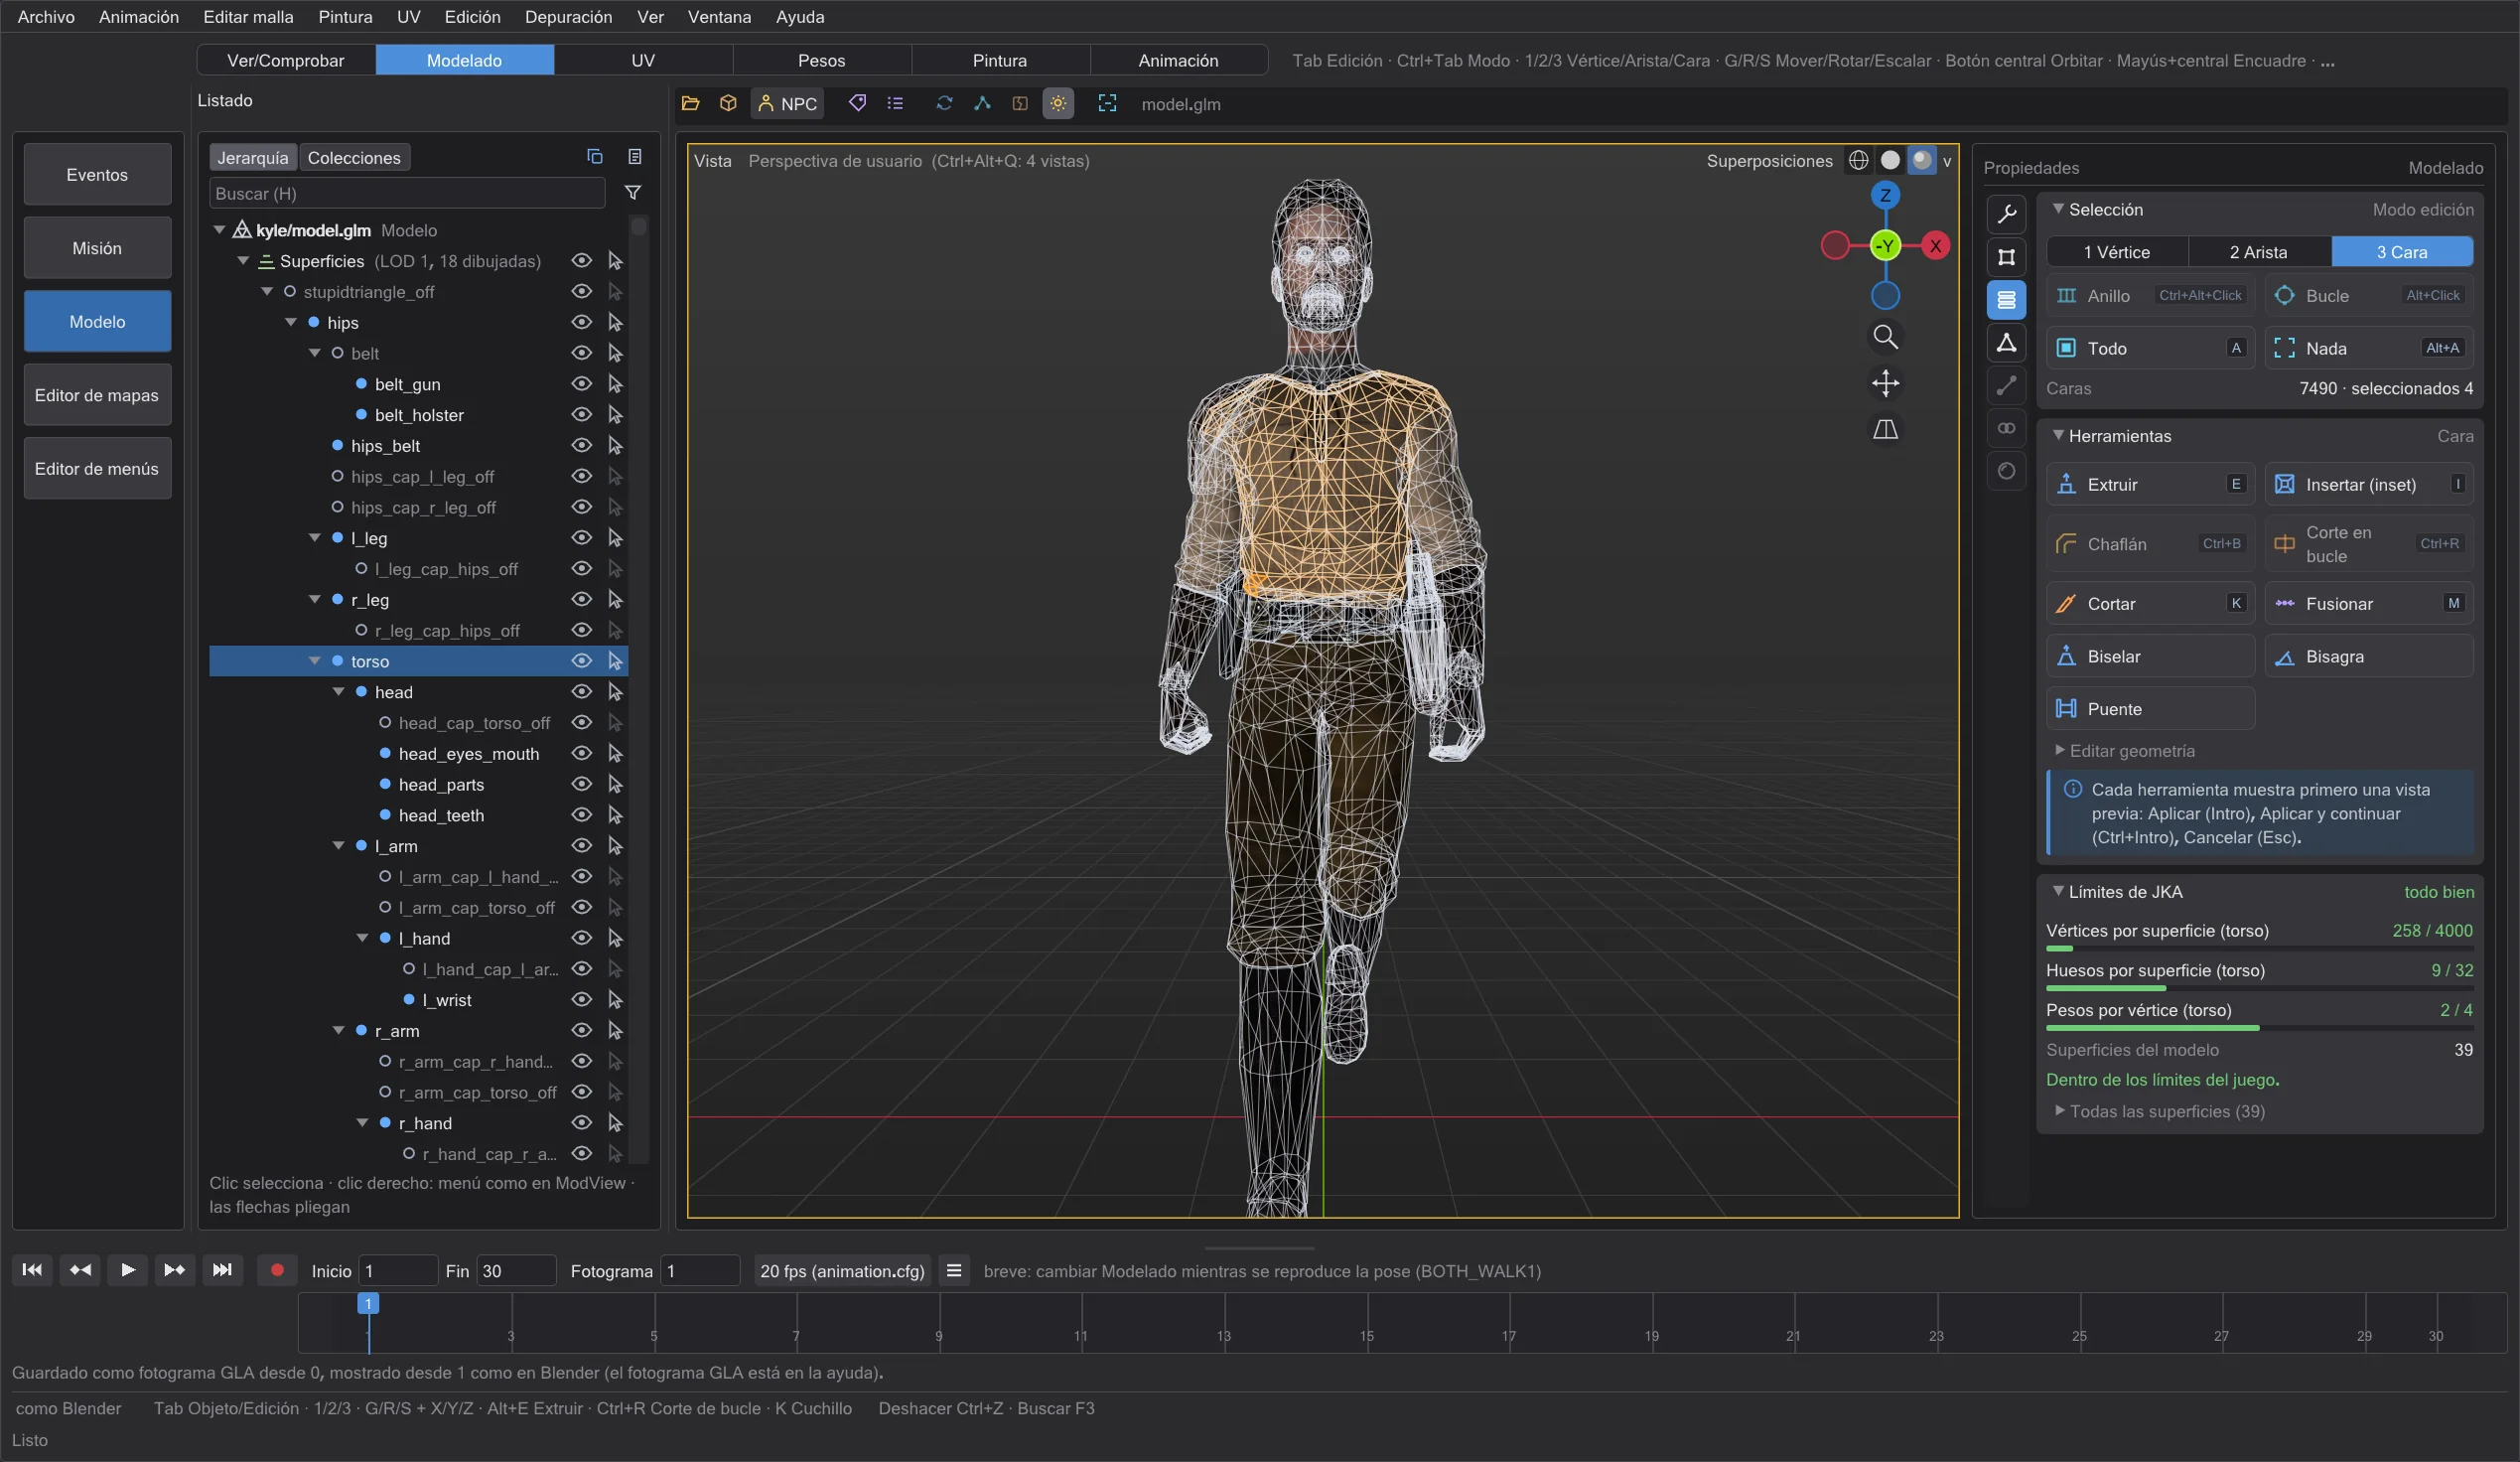 Archivo Animación Editar malla Pintura UV Edición Depuración Ver Ventana Ayuda
Ver/Comprobar Modelado UV Pesos Pintura Animación Tab Edición · Ctrl+Tab Modo · 1/2/3 Vértice/Arista/Cara · G/R/S Mover/Rotar/Escalar · Botón central Orbitar · Mayús+central Encuadre · ...
Listado
NPC model.glm
Eventos
Misión
Modelo
Editor de mapas
Editor de menús
Jerarquía Colecciones
Buscar (H)
kyle/model.glm Modelo
Superficies (LOD 1, 18 dibujadas)
stupidtriangle_off
hips
belt
belt_gun
belt_holster
hips_belt
hips_cap_l_leg_off
hips_cap_r_leg_off
l_leg
l_leg_cap_hips_off
r_leg
r_leg_cap_hips_off
torso
head
head_cap_torso_off
head_eyes_mouth
head_parts
head_teeth
l_arm
l_arm_cap_l_hand_...
l_arm_cap_torso_off
l_hand
l_hand_cap_l_ar...
l_wrist
r_arm
r_arm_cap_r_hand...
r_arm_cap_torso_off
r_hand
r_hand_cap_r_a...
Clic selecciona · clic derecho: menú como en ModView ·
las flechas pliegan
Vista Perspectiva de usuario (Ctrl+Alt+Q: 4 vistas)
Superposiciones v
Z
-Y X
Propiedades Modelado
Selección Modo edición
1 Vértice 2 Arista 3 Cara
Anillo Ctrl+Alt+Click Bucle Alt+Click
Todo A Nada Alt+A
Caras 7490 · seleccionados 4
Herramientas Cara
Extruir E Insertar (inset) I
Chaflán Ctrl+B Corte en
bucle Ctrl+R
Cortar K Fusionar M
Biselar Bisagra
Puente
Editar geometría
Cada herramienta muestra primero una vista
previa: Aplicar (Intro), Aplicar y continuar
(Ctrl+Intro), Cancelar (Esc).
Límites de JKA todo bien
Vértices por superficie (torso) 258 / 4000
Huesos por superficie (torso) 9 / 32
Pesos por vértice (torso) 2 / 4
Superficies del modelo 39
Dentro de los límites del juego.
Todas las superficies (39)
Inicio 1 Fin 30 Fotograma 1 20 fps (animation.cfg) breve: cambiar Modelado mientras se reproduce la pose (BOTH_WALK1)
1
1 3 5 7 9 11 13 15 17 19 21 23 25 27 29 30
Guardado como fotograma GLA desde 0, mostrado desde 1 como en Blender (el fotograma GLA está en la ayuda).
como Blender Tab Objeto/Edición · 1/2/3 · G/R/S + X/Y/Z · Alt+E Extruir · Ctrl+R Corte de bucle · K Cuchillo Deshacer Ctrl+Z · Buscar F3
Listo